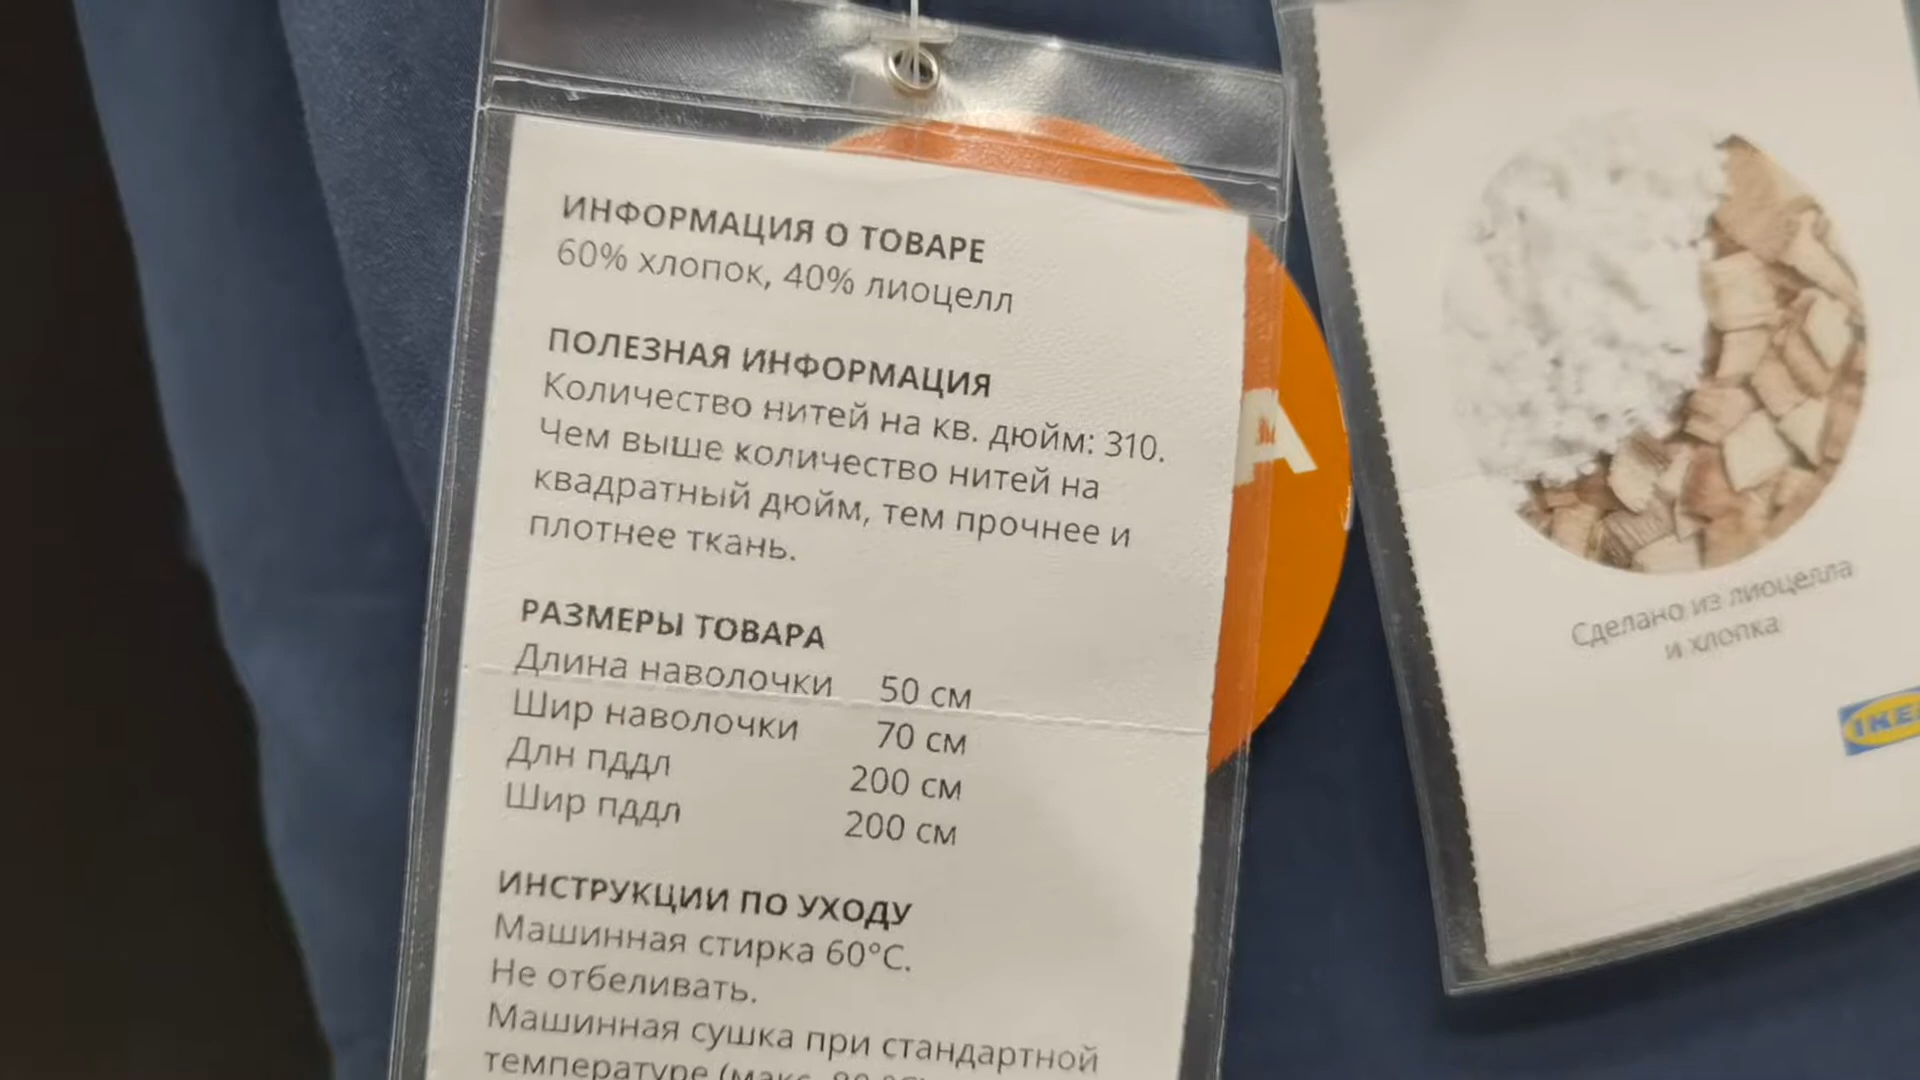 ИНФОРМАЦИЯ О ТОВАРЕ
60% хлопок, 40% лиоцелл
ПОЛЕЗНАЯ ИНФОРМАЦИЯ
Количество нитей на кв. дюйм: 310.
Чем выше количество нитей на
квадратный дюйм, тем прочнее и
плотнее ткань.
РАЗМЕРЫ ТОВАРА
Длина наволочки 50 см
Шир наволочки 70 см
Длн пддл 200 см
Шир пддл 200 см
ИНСТРУКЦИИ ПО УХОДУ
Машинная стирка 60°C.
Не отбеливать.
Машинная сушка при стандартной
температуре (макс.
А
Сделано из лиоцелла
и хлопка
IKE